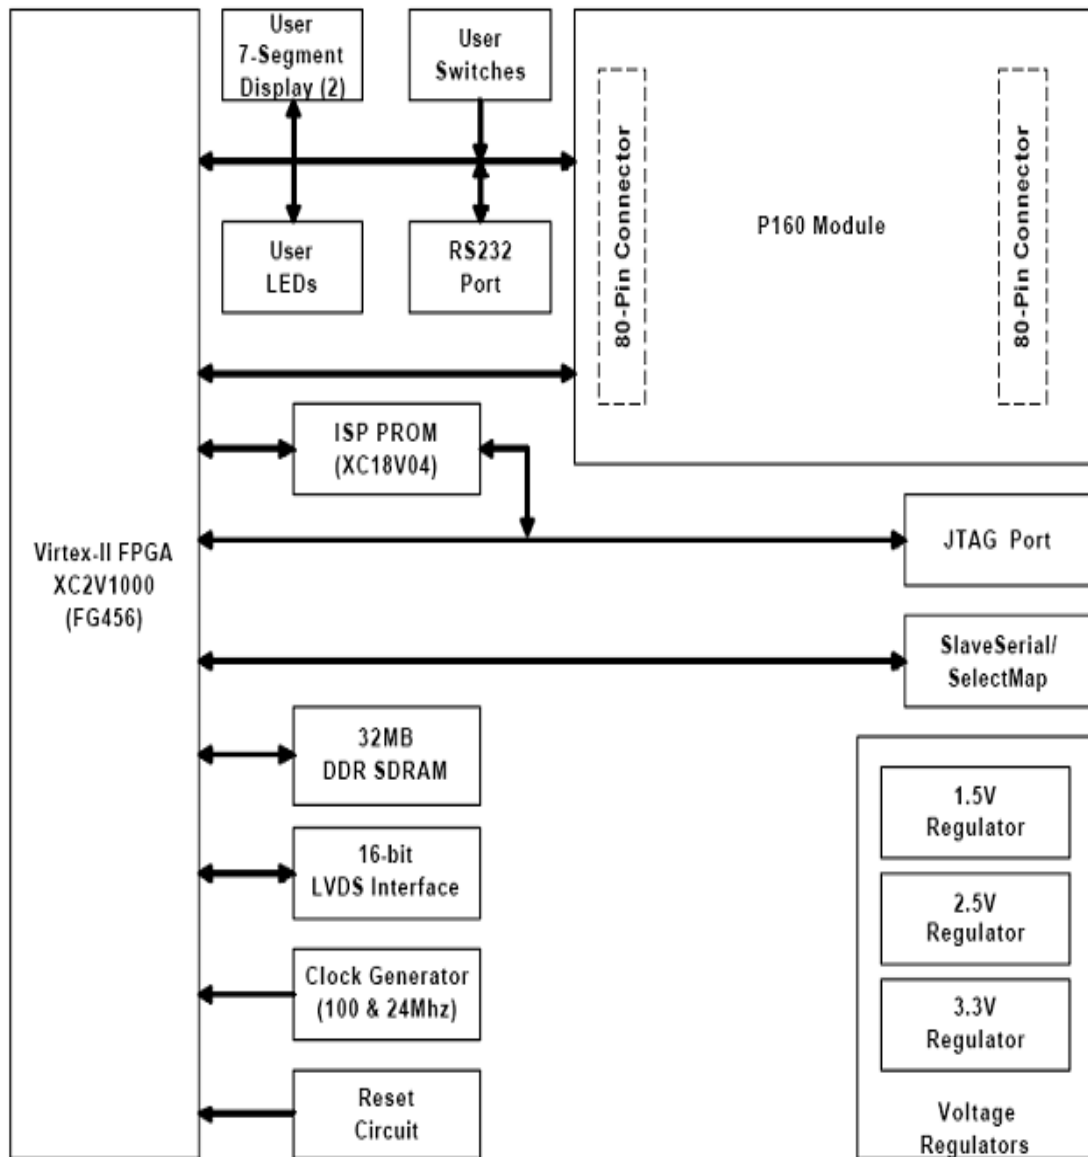 User
7-Segment
Display (2)
User
Switches
80-Pin Connector
P160 Module
80-Pin Connector
User
LEDs
RS232
Port
ISP PROM
(XC18V04)
Virtex-II FPGA
XC2V1000
(FG456)
JTAG Port
SlaveSerial/
SelectMap
32MB
DDR SDRAM
16-bit
LVDS Interface
Clock Generator
(100 & 24Mhz)
Reset
Circuit
1.5V
Regulator
2.5V
Regulator
3.3V
Regulator
Voltage
Regulators